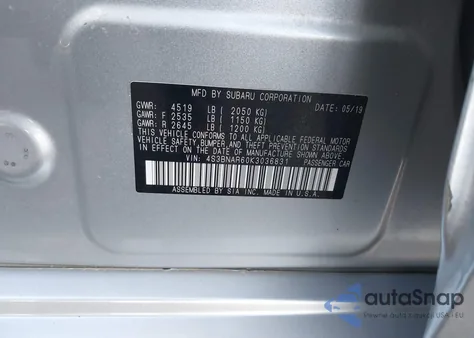 MFD BY SUBARU CORPORATION DATE: 05/19
GVWR: 4519 LB ( 2050 KG)
GAWR: F 2535 LB ( 1150 KG)
GAWR: R 2645 LB ( 1200 KG)
THIS VEHICLE CONFORMS TO ALL APPLICABLE FEDERAL MOTOR
VEHICLE SAFETY, BUMPER, AND THEFT PREVENTION STANDARDS
IN EFFECT ON THE DATE OF MANUFACTURE SHOWN ABOVE.
VIN: 4S3BNAR60K3036831 PASSENGER CAR
ASSEMBLED BY SIA INC. MADE IN U.S.A.
autoSnap